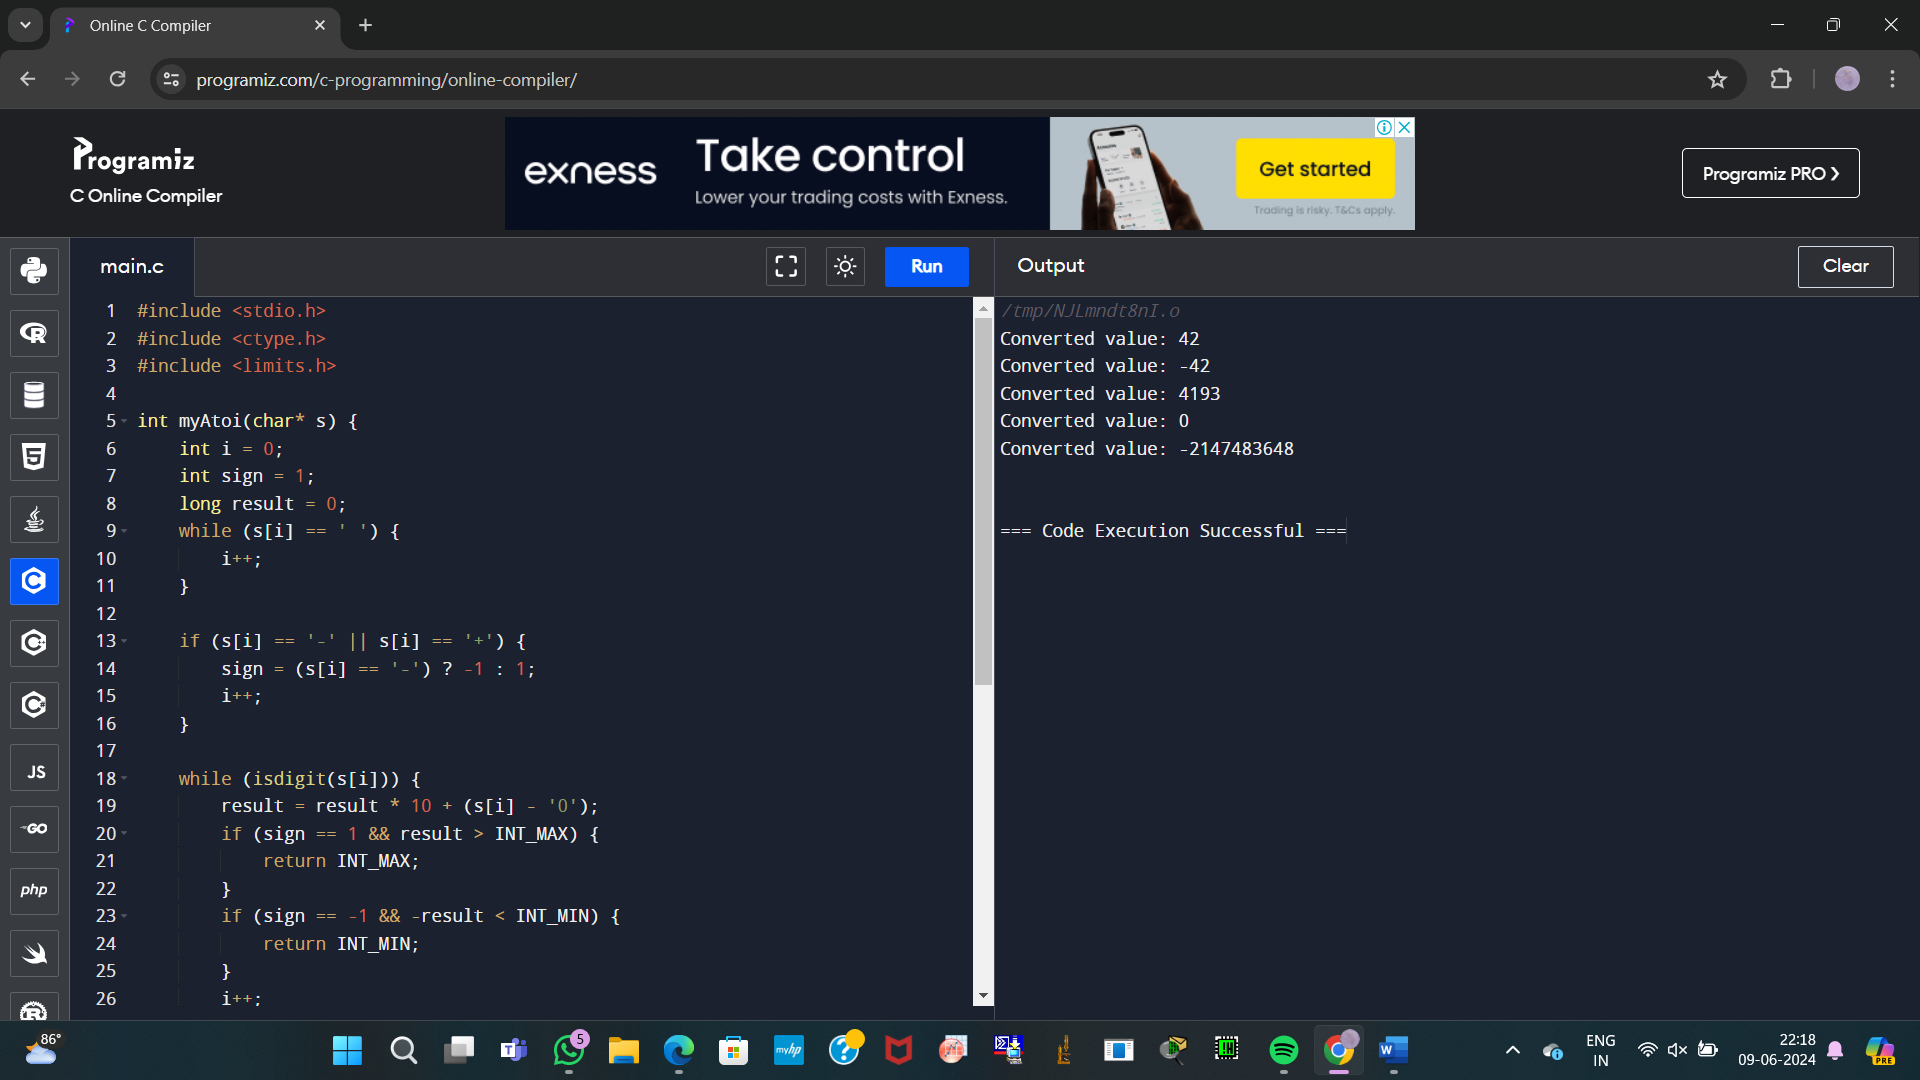 Online C Compiler
programiz.com/c-programming/online-compiler/
Programiz
C Online Compiler
exness
Take control
Lower your trading costs with Exness.
Get started
Trading is risky. T&Cs apply.
Programiz PRO
main.c
Run
Output
Clear
1 #include <stdio.h>
2 #include <ctype.h>
3 #include <limits.h>
4
5 int myAtoi(char* s) {
6 int i = 0;
7 int sign = 1;
8 long result = 0;
9 while (s[i] == ' ') {
10 i++;
11 }
12
13 if (s[i] == '-' || s[i] == '+') {
14 sign = (s[i] == '-') ? -1 : 1;
15 i++;
16 }
17
18 while (isdigit(s[i])) {
19 result = result * 10 + (s[i] - '0');
20 if (sign == 1 && result > INT_MAX) {
21 return INT_MAX;
22 }
23 if (sign == -1 && -result < INT_MIN) {
24 return INT_MIN;
25 }
26 i++;
/tmp/NJLmndt8nI.o
Converted value: 42
Converted value: -42
Converted value: 4193
Converted value: 0
Converted value: -2147483648
=== Code Execution Successful ===
JS
GO
php
86°
5
myhp
ENG
IN
22:18
09-06-2024
PRE